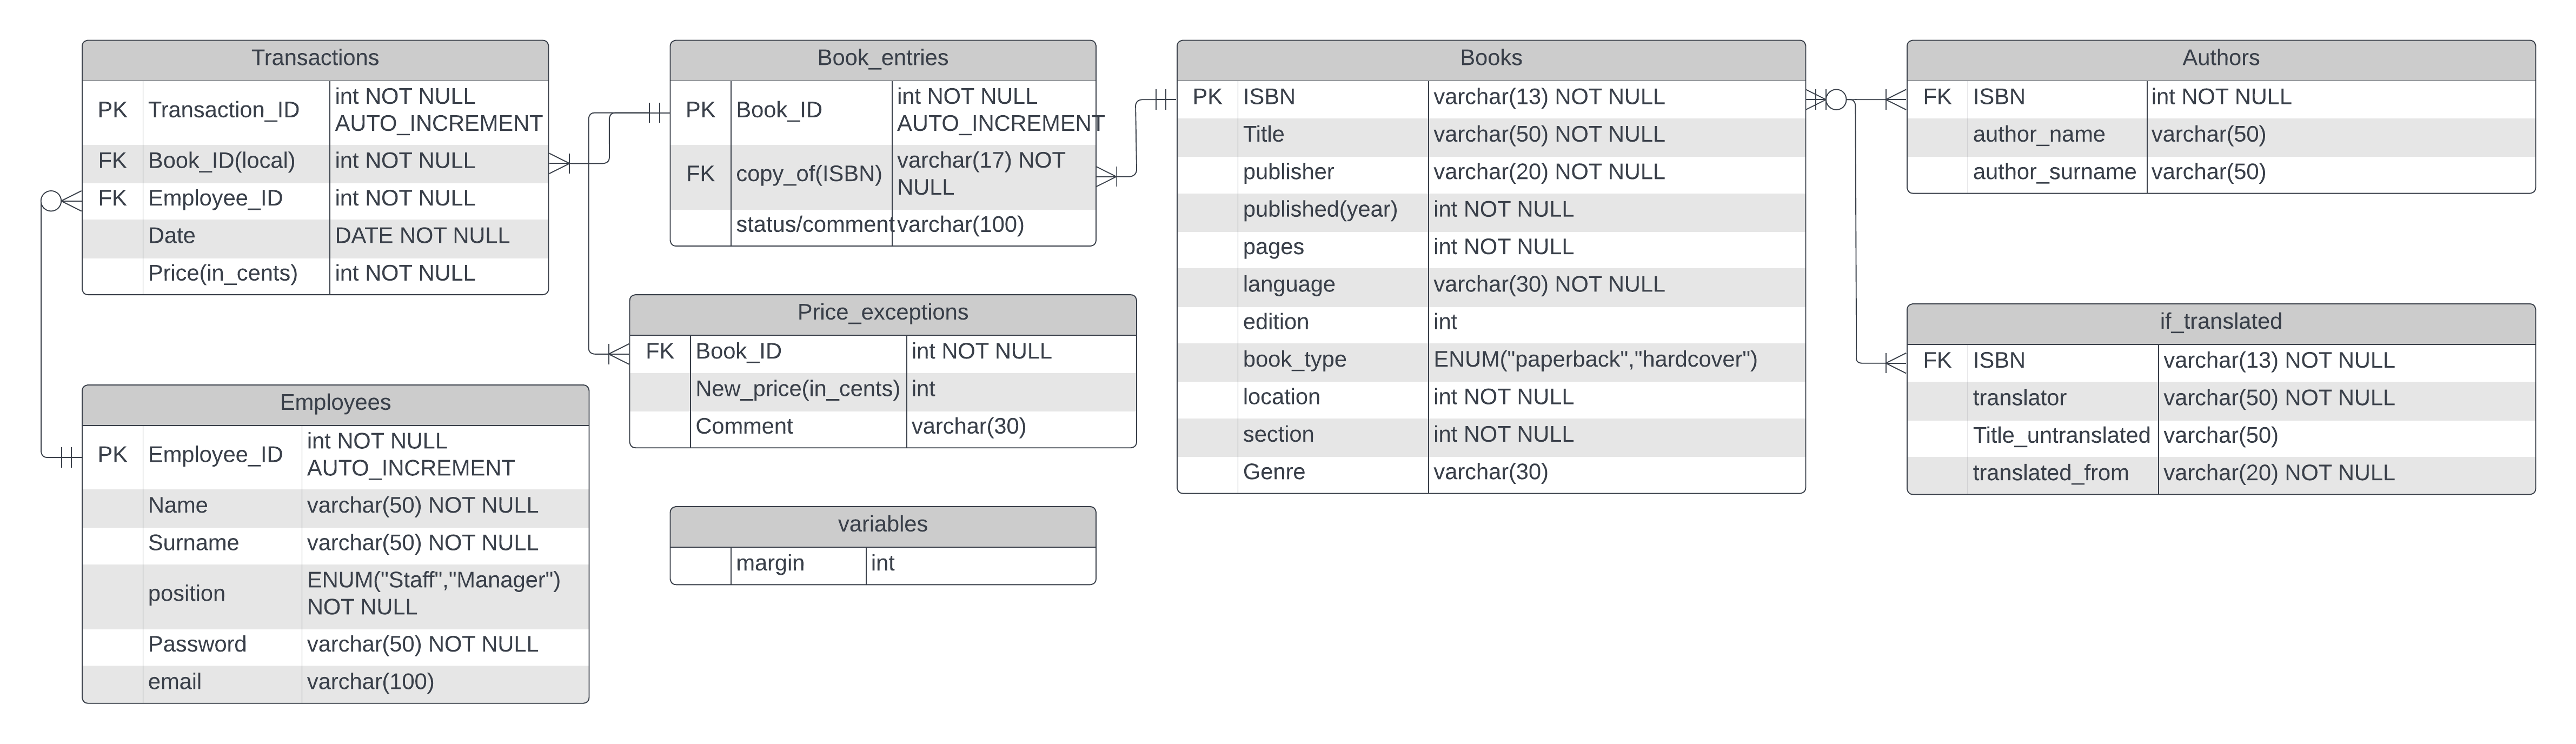 Transactions
PK Transaction_ID int NOT NULL
AUTO_INCREMENT
FK Book_ID(local) int NOT NULL
FK Employee_ID int NOT NULL
Date DATE NOT NULL
Price(in_cents) int NOT NULL
Employees
PK Employee_ID int NOT NULL
AUTO_INCREMENT
Name varchar(50) NOT NULL
Surname varchar(50) NOT NULL
position ENUM("Staff","Manager")
NOT NULL
Password varchar(50) NOT NULL
email varchar(100)
Book_entries
PK Book_ID int NOT NULL
AUTO_INCREMENT
FK copy_of(ISBN) varchar(17) NOT
NULL
status/comment varchar(100)
Price_exceptions
FK Book_ID int NOT NULL
New_price(in_cents) int
Comment varchar(30)
variables
margin int
Books
PK ISBN varchar(13) NOT NULL
Title varchar(50) NOT NULL
publisher varchar(20) NOT NULL
published(year) int NOT NULL
pages int NOT NULL
language varchar(30) NOT NULL
edition int
book_type ENUM("paperback","hardcover")
location int NOT NULL
section int NOT NULL
Genre varchar(30)
Authors
FK ISBN int NOT NULL
author_name varchar(50)
author_surname varchar(50)
if_translated
FK ISBN varchar(13) NOT NULL
translator varchar(50) NOT NULL
Title_untranslated varchar(50)
translated_from varchar(20) NOT NULL